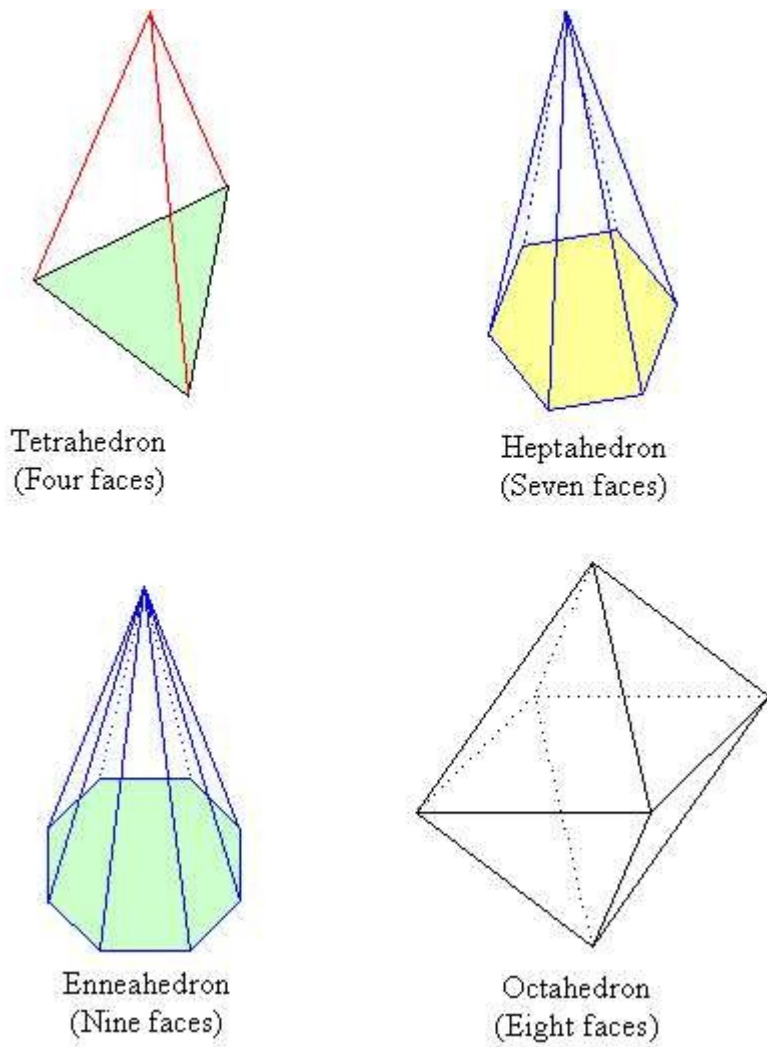 Tetrahedron
(Four faces)
Heptahedron
(Seven faces)
Enneahedron
(Nine faces)
Octahedron
(Eight faces)